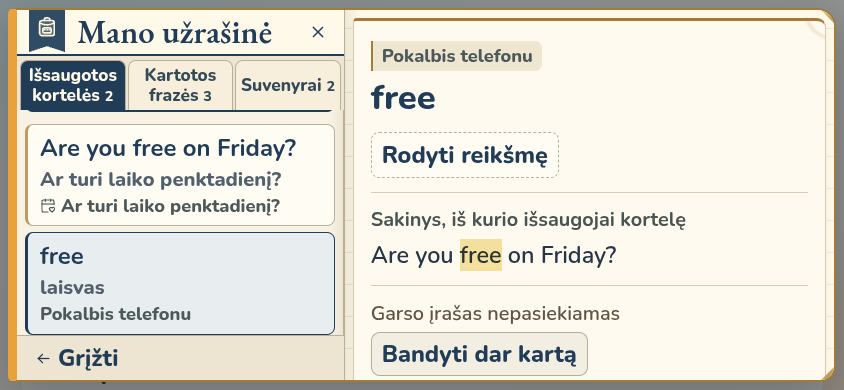 Mano užrašinė ×
Išsaugotos kortelės 2
Kartotos frazės 3
Suvenyrai 2
Are you free on Friday?
Ar turi laiko penktadienį?
Ar turi laiko penktadienį?
free
laisvas
Pokalbis telefonu
← Grįžti
Pokalbis telefonu
free
Rodyti reikšmę
Sakinys, iš kurio išsaugojai kortelę
Are you free on Friday?
Garso įrašas nepasiekiamas
Bandyti dar kartą